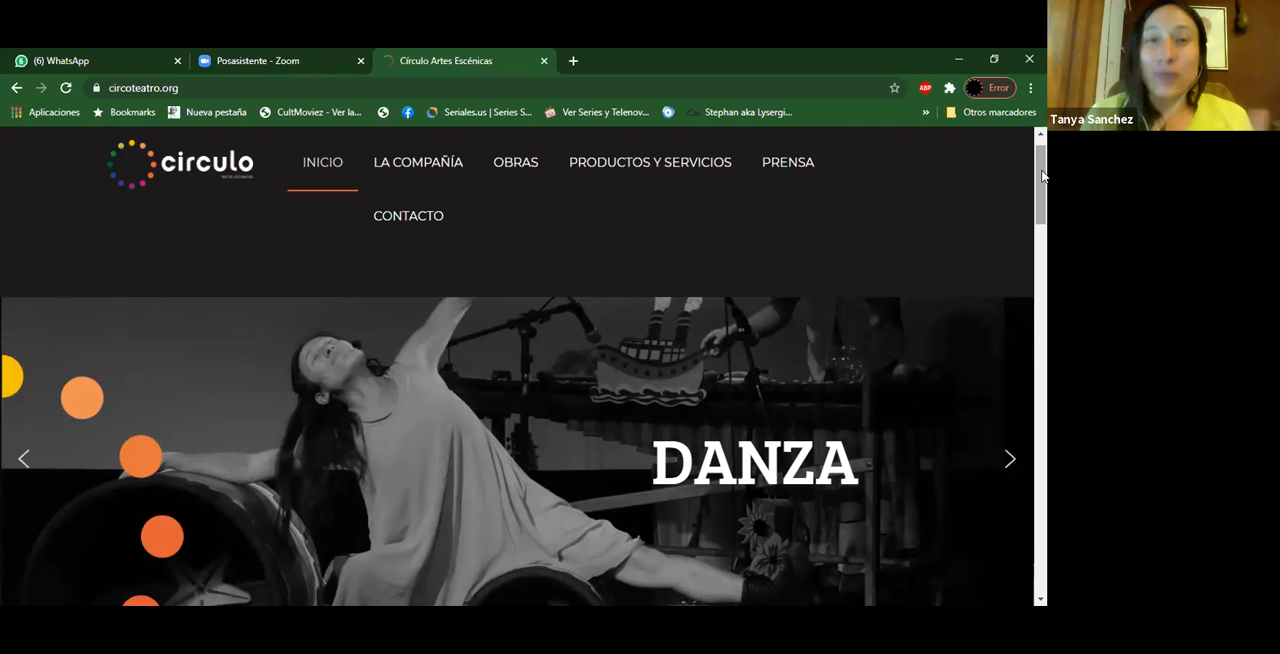 (6) WhatsApp
Posasistente - Zoom
Círculo Artes Escénicas
circoteatro.org
ABP
Error
Aplicaciones
Bookmarks
Nueva pestaña
CultMoviez - Ver la...
Seriales.us | Series S...
Ver Series y Telenov...
Stephan aka Lysergi...
»
Otros marcadores
Tanya Sanchez
circulo
INICIO
LA COMPAÑÍA
OBRAS
PRODUCTOS Y SERVICIOS
PRENSA
CONTACTO
DANZA